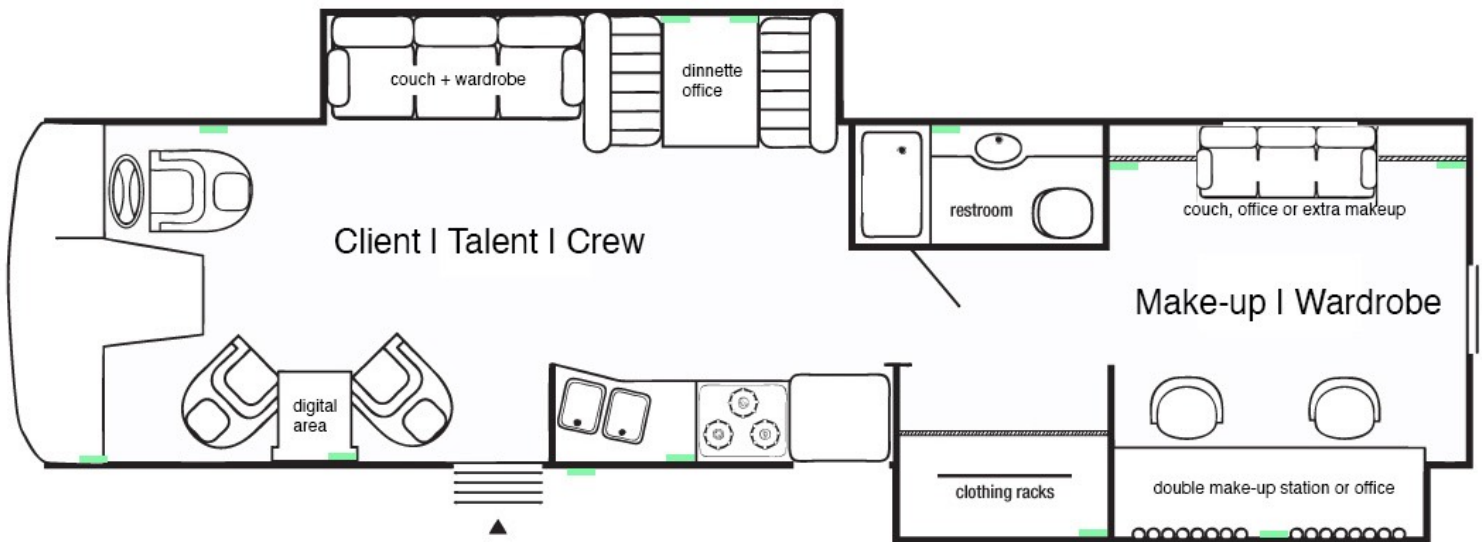 couch + wardrobe
dinnette
office
restroom
couch, office or extra makeup
Client | Talent | Crew
Make-up | Wardrobe
digital
area
clothing racks
double make-up station or office